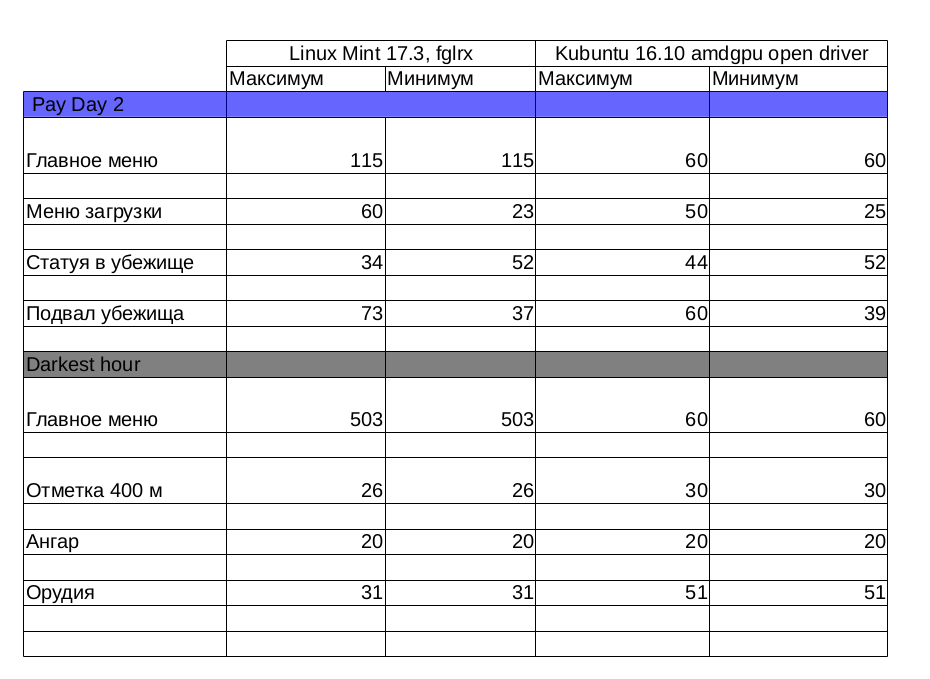 Linux Mint 17.3, fglrx Kubuntu 16.10 amdgpu open driver
Максимум Минимум Максимум Минимум
Pay Day 2
Главное меню 115 115 60 60
Меню загрузки 60 23 50 25
Статуя в убежище 34 52 44 52
Подвал убежища 73 37 60 39
Darkest hour
Главное меню 503 503 60 60
Отметка 400 м 26 26 30 30
Ангар 20 20 20 20
Орудия 31 31 51 51